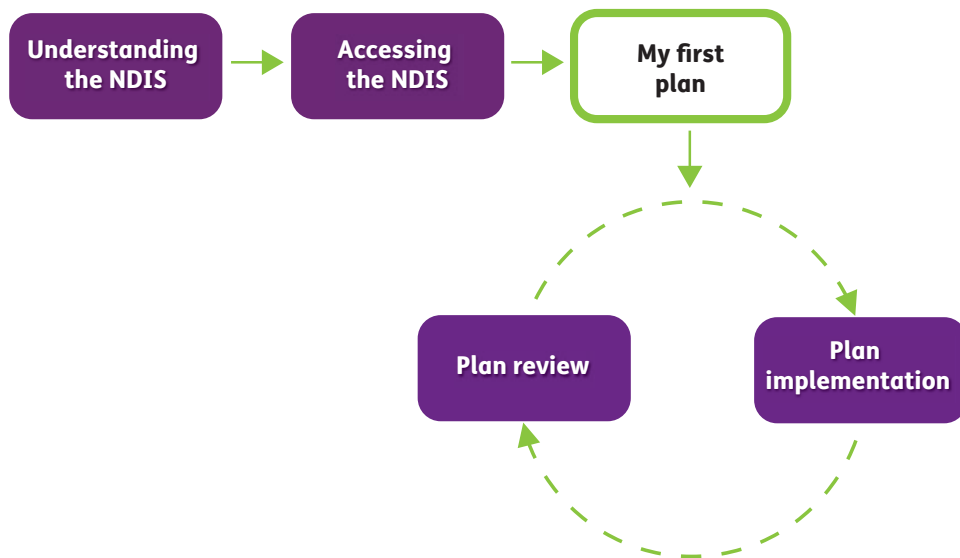 Understanding
the NDIS
Accessing
the NDIS
My first
plan
Plan review
Plan
implementation